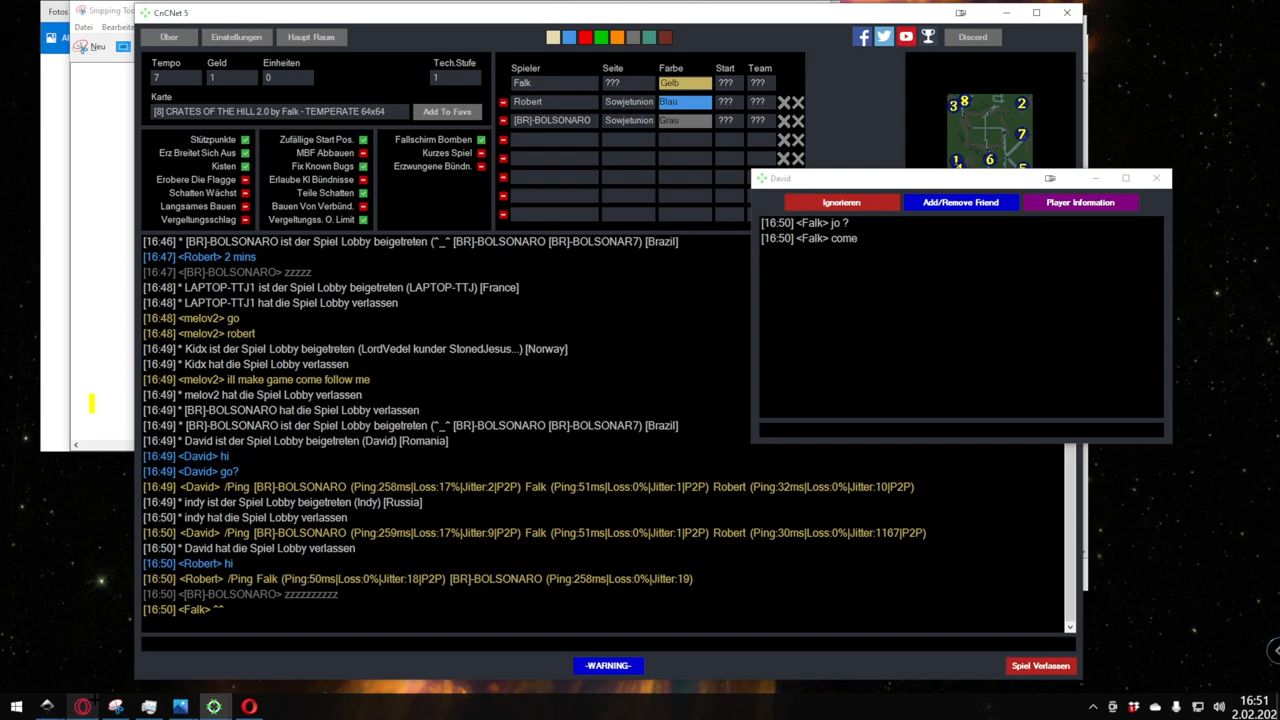 Fotos
Snipping Tool
Datei Bearbeite
Neu
CnCNet 5
Über
Einstellungen
Haupt Raum
Discord
Tempo Geld Einheiten Tech.Stufe
7 1 0 1
Karte
[8] CRATES OF THE HILL 2.0 by Falk - TEMPERATE 64x64
Add To Favs
Stützpunkte
Erz Breitet Sich Aus
Kisten
Erobere Die Flagge
Schatten Wächst
Langsames Bauen
Vergeltungsschlag
Zufällige Start Pos.
MBF Abbauen
Fix Known Bugs
Erlaube KI Bündnisse
Teile Schatten
Bauen Von Verbünd.
Vergeltungss. O. Limit
Fallschirm Bomben
Kurzes Spiel
Erzwungene Bündn.
Spieler Seite Farbe Start Team
Falk ??? Gelb ??? ???
Robert Sowjetunion Blau ??? ???
[BR]-BOLSONARO Sowjetunion Grau ??? ???
3 8 2
7
1 6
[16:46] * [BR]-BOLSONARO ist der Spiel Lobby beigetreten (^_^ [BR]-BOLSONARO [BR]-BOLSONAR7) [Brazil]
[16:47] <Robert> 2 mins
[16:47] <[BR]-BOLSONARO> zzzzz
[16:48] * LAPTOP-TTJ1 ist der Spiel Lobby beigetreten (LAPTOP-TTJ) [France]
[16:48] * LAPTOP-TTJ1 hat die Spiel Lobby verlassen
[16:48] <melov2> go
[16:48] <melov2> robert
[16:49] * Kidx ist der Spiel Lobby beigetreten (LordVedel kunder StonedJesus...) [Norway]
[16:49] * Kidx hat die Spiel Lobby verlassen
[16:49] <melov2> ill make game come follow me
[16:49] * melov2 hat die Spiel Lobby verlassen
[16:49] * [BR]-BOLSONARO hat die Spiel Lobby verlassen
[16:49] * [BR]-BOLSONARO ist der Spiel Lobby beigetreten (^_^ [BR]-BOLSONARO [BR]-BOLSONAR7) [Brazil]
[16:49] * David ist der Spiel Lobby beigetreten (David) [Romania]
[16:49] <David> hi
[16:49] <David> go?
[16:49] <David> /Ping [BR]-BOLSONARO (Ping:258ms|Loss:17%|Jitter:2|P2P) Falk (Ping:51ms|Loss:0%|Jitter:1|P2P) Robert (Ping:32ms|Loss:0%|Jitter:10|P2P)
[16:49] * indy ist der Spiel Lobby beigetreten (Indy) [Russia]
[16:50] * indy hat die Spiel Lobby verlassen
[16:50] <David> /Ping [BR]-BOLSONARO (Ping:259ms|Loss:17%|Jitter:9|P2P) Falk (Ping:51ms|Loss:0%|Jitter:1|P2P) Robert (Ping:30ms|Loss:0%|Jitter:1167|P2P)
[16:50] * David hat die Spiel Lobby verlassen
[16:50] <Robert> hi
[16:50] <Robert> /Ping Falk (Ping:50ms|Loss:0%|Jitter:18|P2P) [BR]-BOLSONARO (Ping:258ms|Loss:0%|Jitter:19)
[16:50] <[BR]-BOLSONARO> zzzzzzzzzz
[16:50] <Falk> ^^
David
Ignorieren
Add/Remove Friend
Player Information
[16:50] <Falk> jo ?
[16:50] <Falk> come
-WARNING-
Spiel Verlassen
16:51
2.02.202